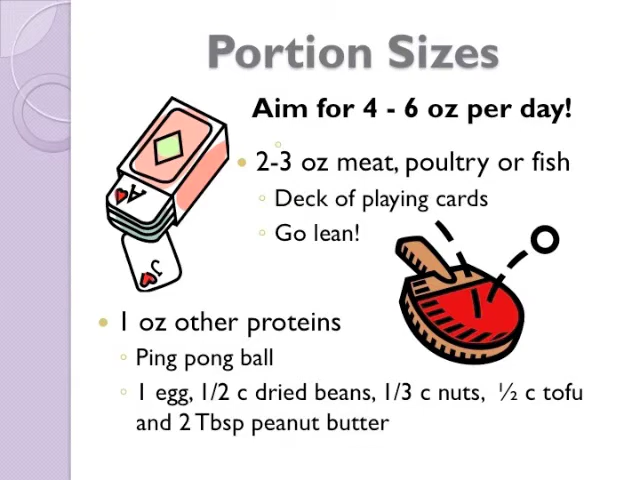 Portion Sizes
Aim for 4 - 6 oz per day!
2-3 oz meat, poultry or fish
Deck of playing cards
Go lean!
A
J
1 oz other proteins
Ping pong ball
1 egg, 1/2 c dried beans, 1/3 c nuts, ½ c tofu
and 2 Tbsp peanut butter